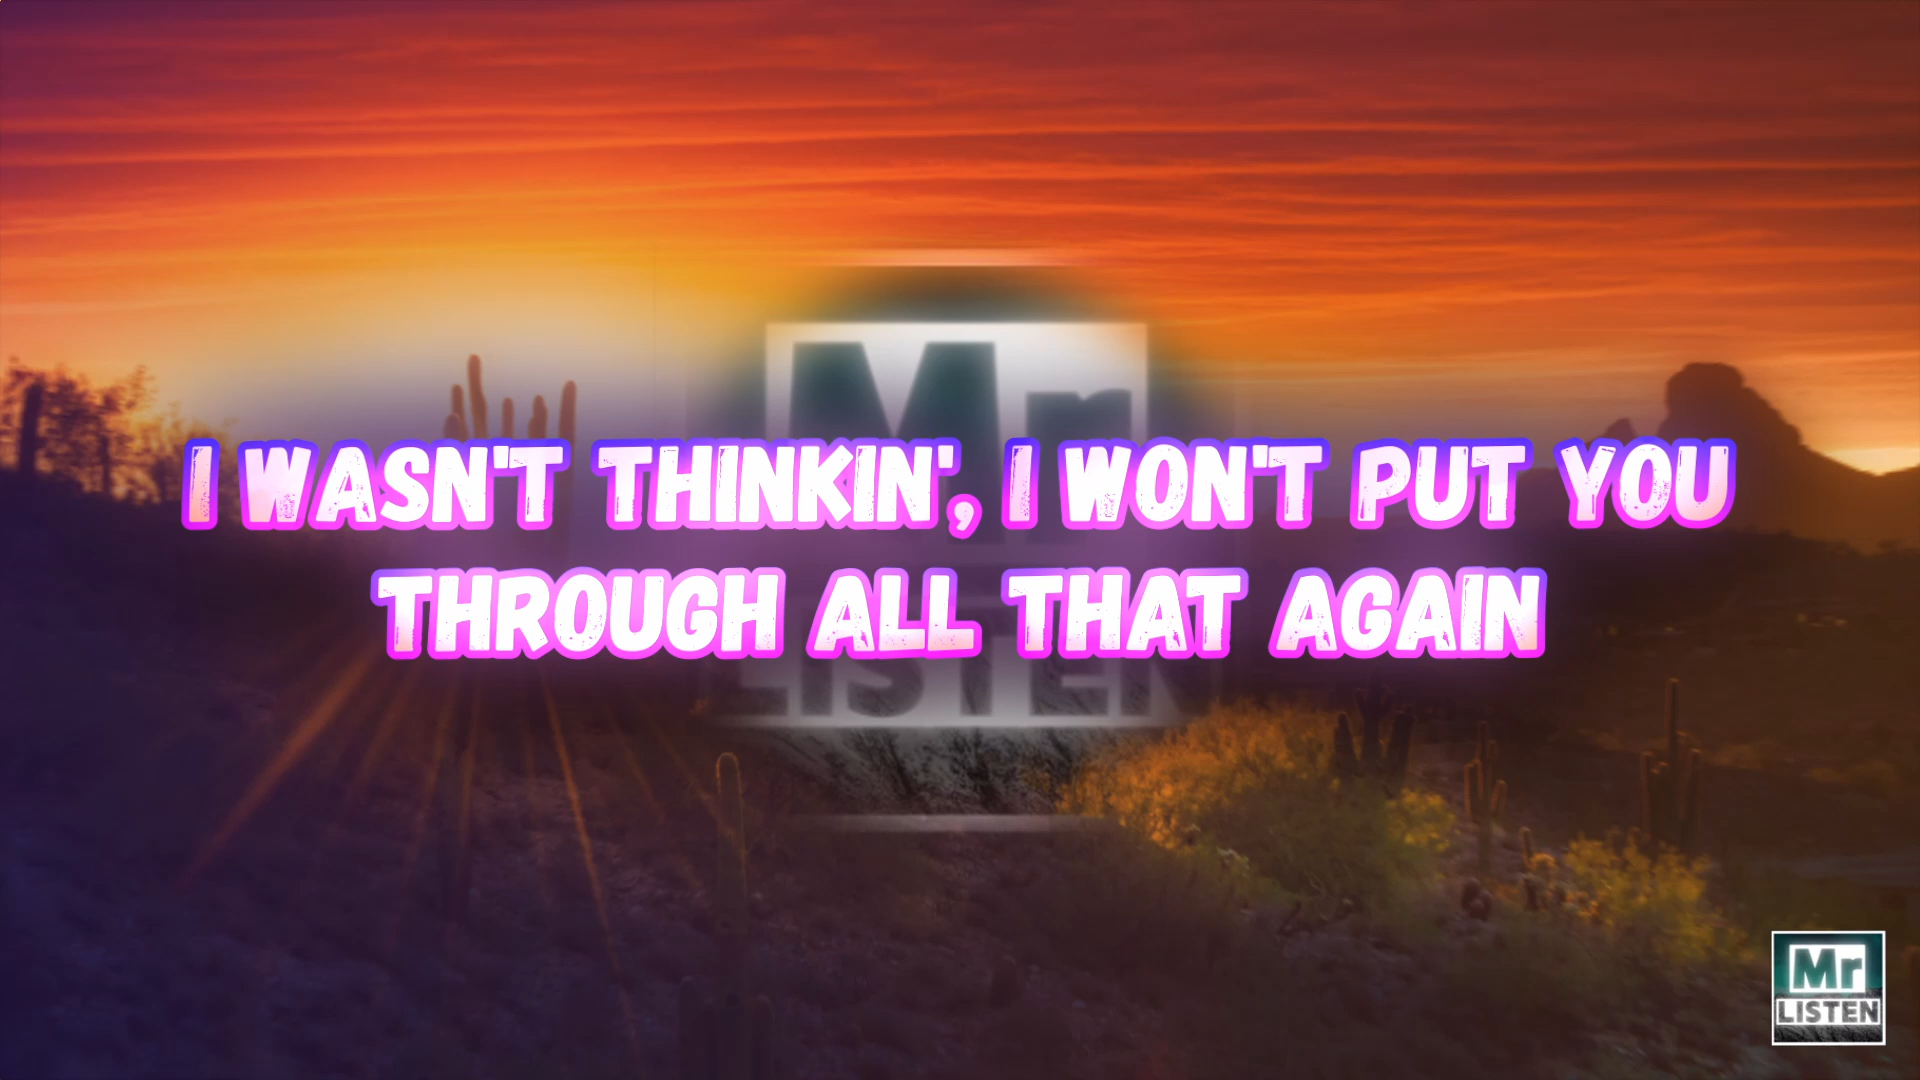 Mr
I WASN'T THINKIN', I WON'T PUT YOU
THROUGH ALL THAT AGAIN
LISTEN
Mr
LISTEN